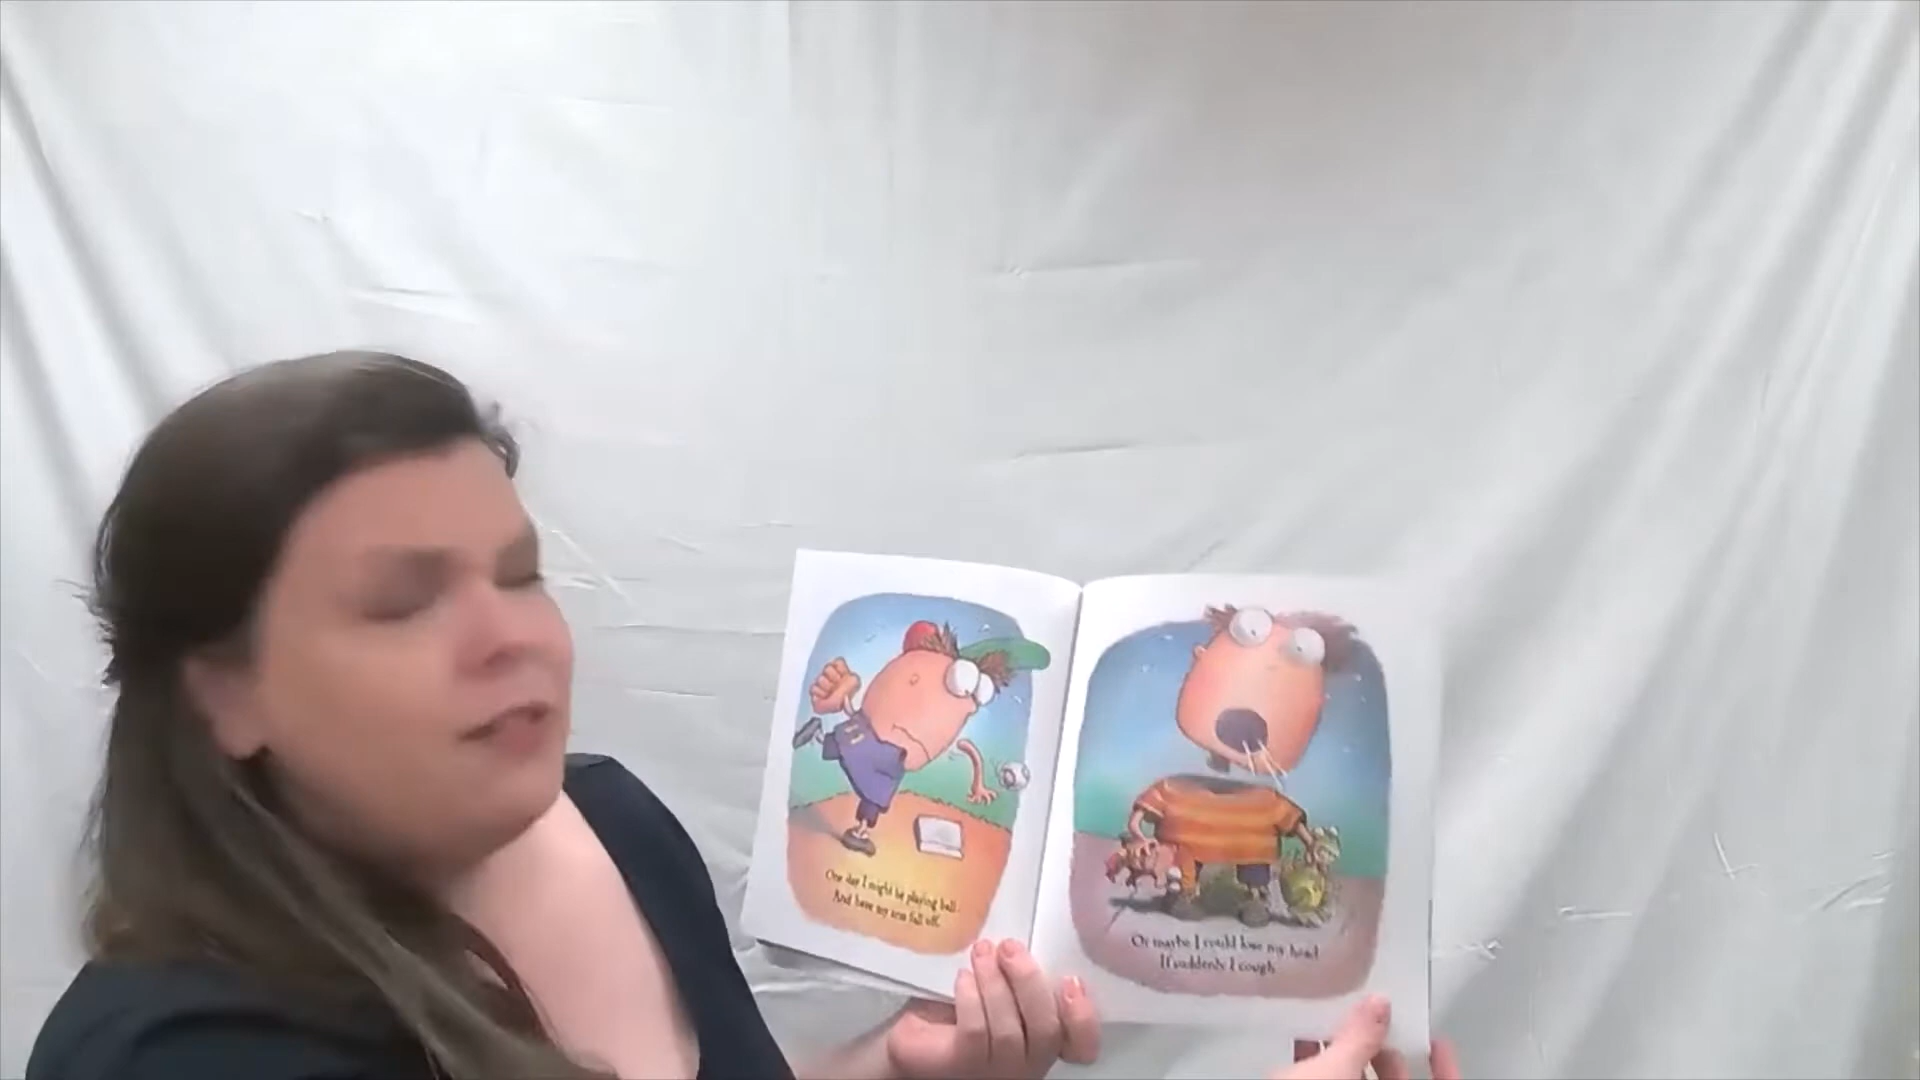 One day I might be playing ball
And have my arm fall off.
Or maybe I could lose my head
If suddenly I cough.